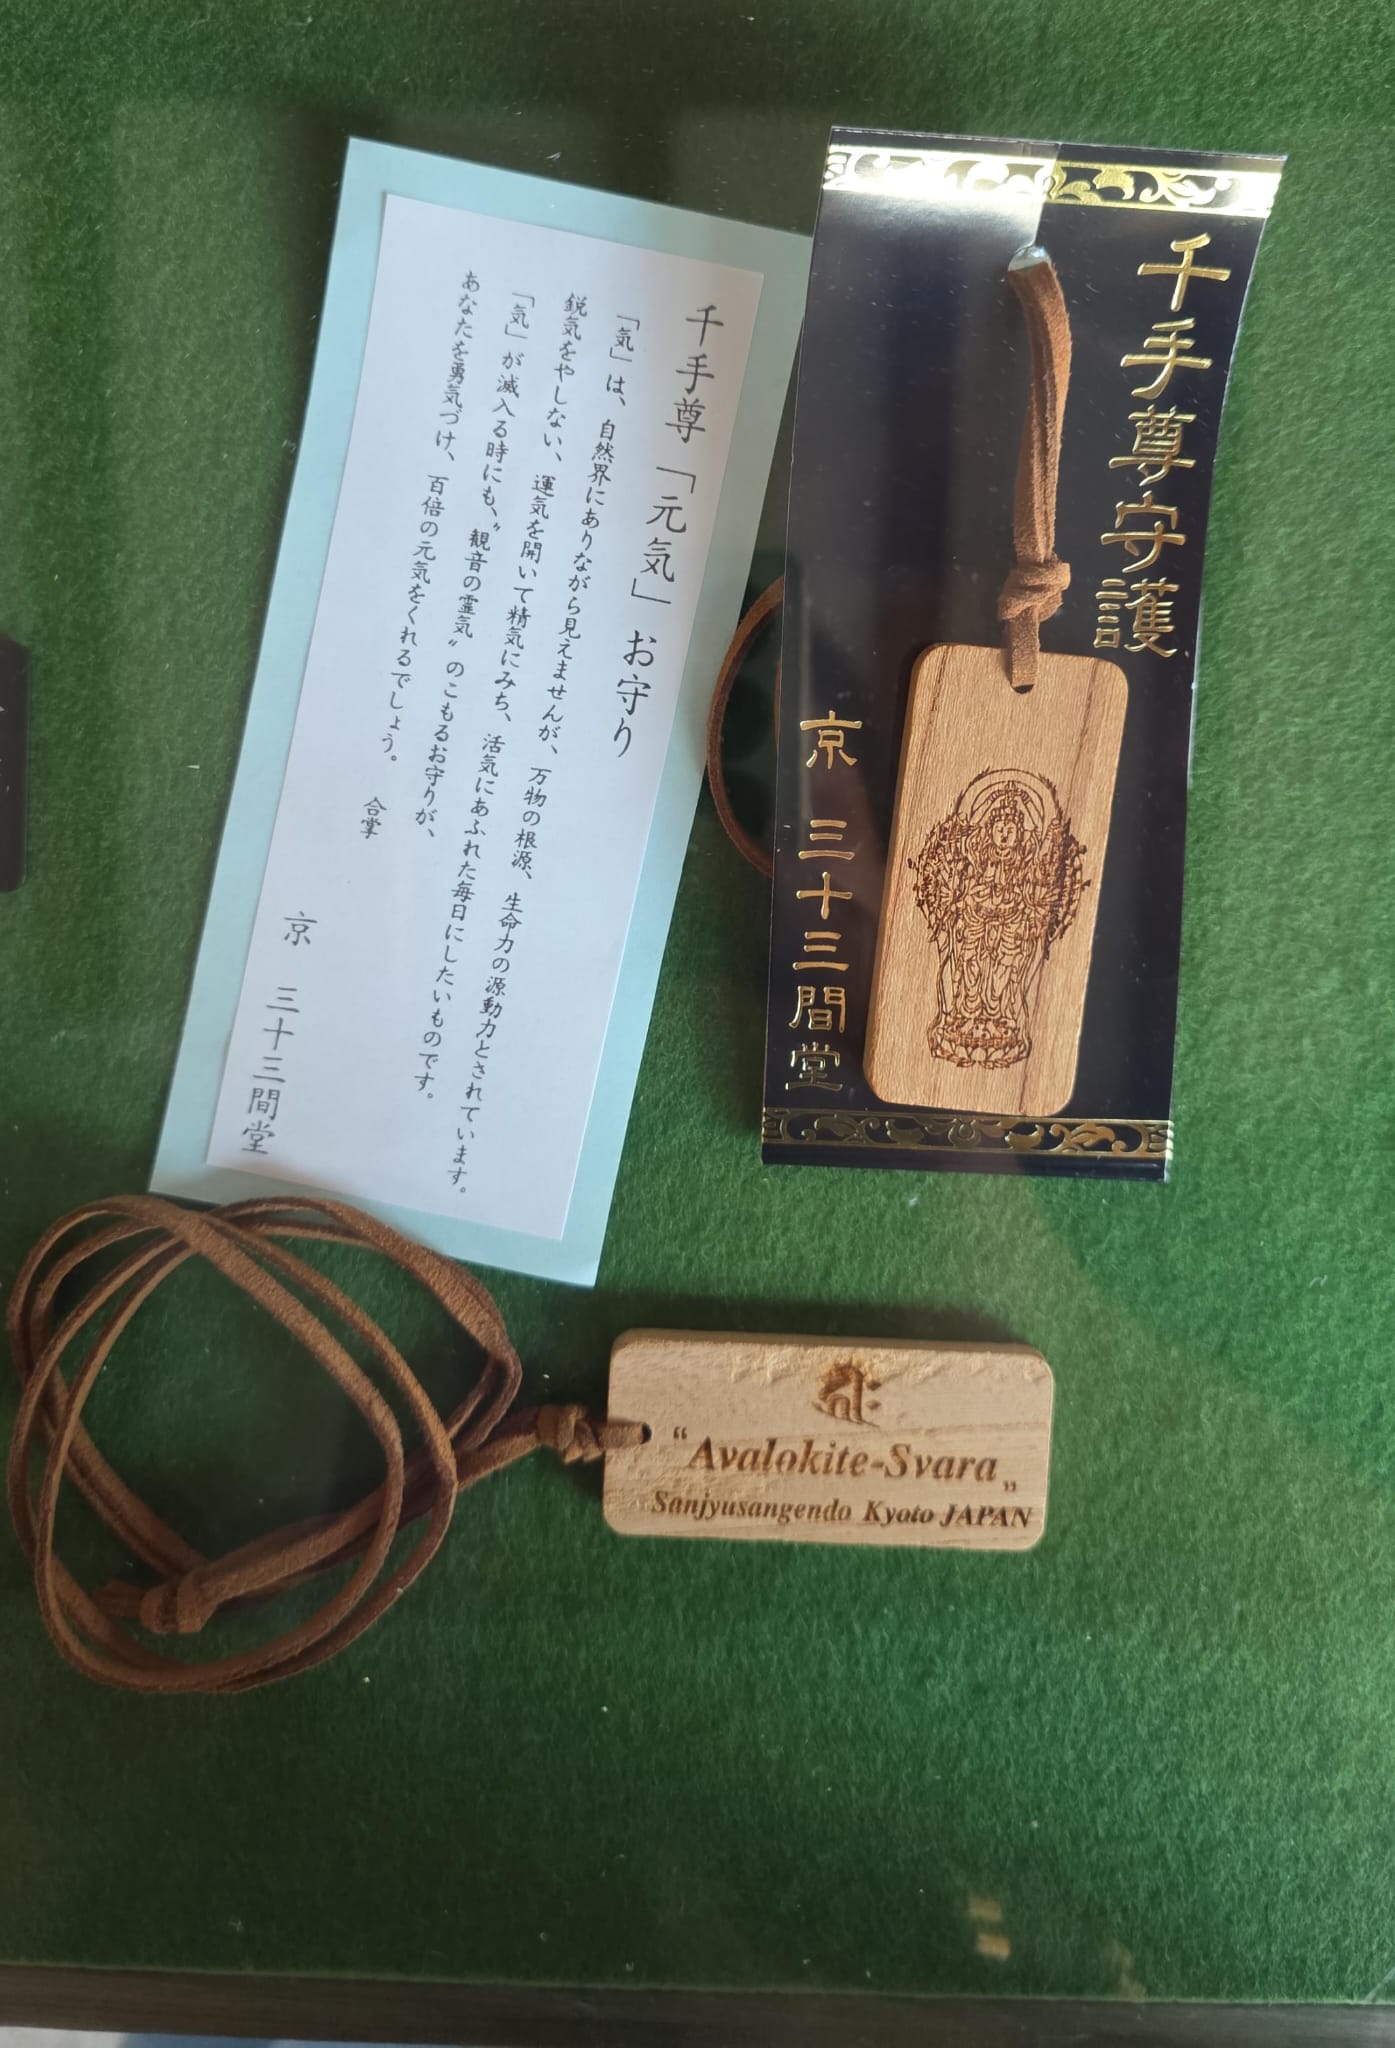 千手尊「元気」お守り
「気」は、自然界にありながら見えませんが、万物の根源、生命力の源動力とされています。
鋭気をやしない、運気を開いて精気にみち、活気にあふれた毎日にしたいものです。
「気」が滅入る時にも、〝観音の霊気〟のこもるお守りが、
あなたを勇気づけ、百倍の元気をくれるでしょう。
合掌
京 三十三間堂
千手尊守護
京 三十三間堂
"Avalokite-Svara„
Sanjyusangendo Kyoto JAPAN